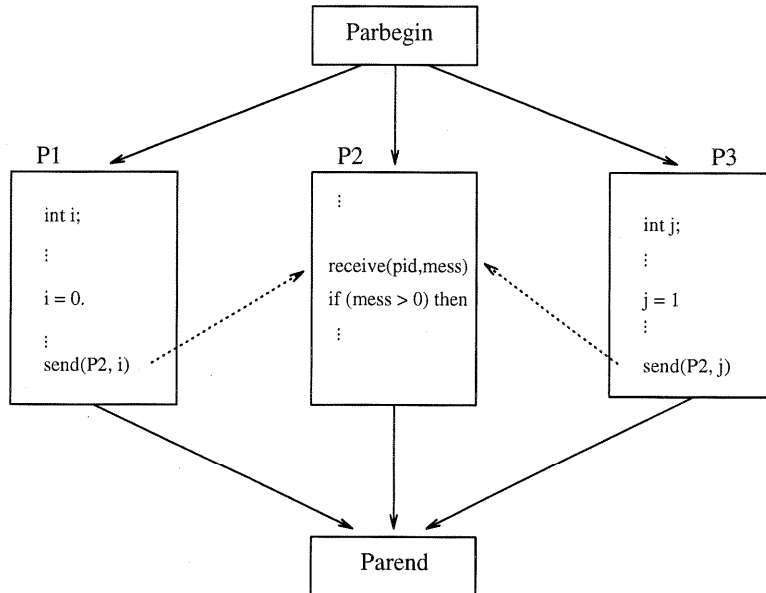 Parbegin
P1
int i;
⋮
i = 0.
⋮
send(P2, i)
P2
⋮
receive(pid,mess)
if (mess > 0) then
⋮
P3
int j;
⋮
j = 1
⋮
send(P2, j)
Parend